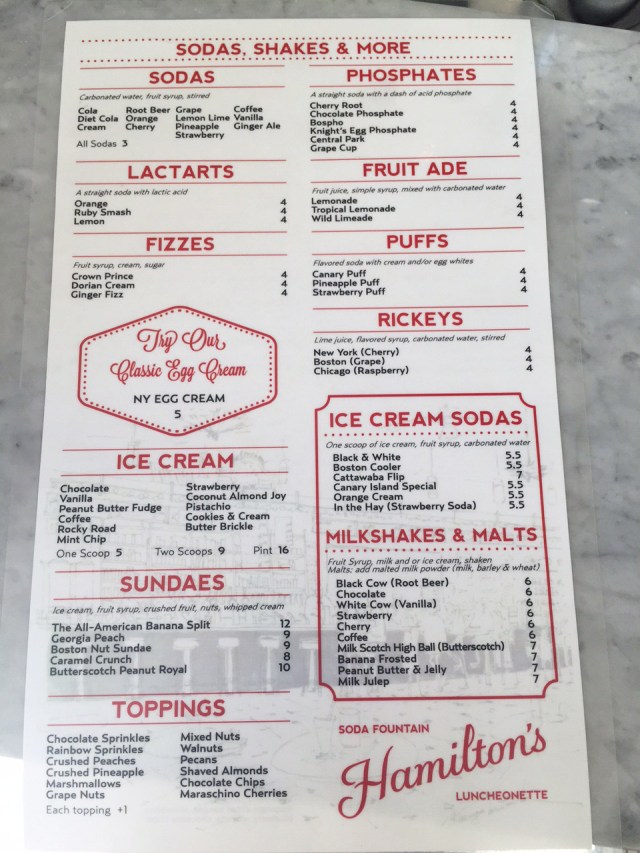 SODAS, SHAKES & MORE
SODAS
Carbonated water, fruit syrup, stirred
Cola Root Beer Grape Coffee
Diet Cola Orange Lemon Lime Vanilla
Cream Cherry Pineapple Ginger Ale
Strawberry
All Sodas 3
LACTARTS
A straight soda with lactic acid
Orange 4
Ruby Smash 4
Lemon 4
FIZZES
Fruit syrup, cream, sugar
Crown Prince 4
Dorian Cream 4
Ginger Fizz 4
Try Our
Classic Egg Cream
NY EGG CREAM
5
ICE CREAM
Chocolate Strawberry
Vanilla Coconut Almond Joy
Peanut Butter Fudge Pistachio
Coffee Cookies & Cream
Rocky Road Butter Brickle
Mint Chip
One Scoop 5 Two Scoops 9 Pint 16
SUNDAES
Ice cream, fruit syrup, crushed fruit, nuts, whipped cream
The All-American Banana Split 12
Georgia Peach 9
Boston Nut Sundae 9
Caramel Crunch 8
Butterscotch Peanut Royal 10
TOPPINGS
Chocolate Sprinkles Mixed Nuts
Rainbow Sprinkles Walnuts
Crushed Peaches Pecans
Crushed Pineapple Shaved Almonds
Marshmallows Chocolate Chips
Grape Nuts Maraschino Cherries
Each topping +1
PHOSPHATES
A straight soda with a dash of acid phosphate
Cherry Root 4
Chocolate Phosphate 4
Bospho 4
Knight's Egg Phosphate 4
Central Park 4
Grape Cup 4
FRUIT ADE
Fruit juice, simple syrup, mixed with carbonated water
Lemonade 4
Tropical Lemonade 4
Wild Limeade 4
PUFFS
Flavored soda with cream and/or egg whites
Canary Puff 4
Pineapple Puff 4
Strawberry Puff 4
RICKEYS
Lime juice, flavored syrup, carbonated water, stirred
New York (Cherry) 4
Boston (Grape) 4
Chicago (Raspberry) 4
ICE CREAM SODAS
One scoop of ice cream, fruit syrup, carbonated water
Black & White 5.5
Boston Cooler 5.5
Cattawaba Flip 7
Canary Island Special 5.5
Orange Cream 5.5
In the Hay (Strawberry Soda) 5.5
MILKSHAKES & MALTS
Fruit Syrup, milk and or ice cream, shaken
Malts: add malted milk powder (milk, barley & wheat)
Black Cow (Root Beer) 6
Chocolate 6
White Cow (Vanilla) 6
Strawberry 6
Cherry 6
Coffee 6
Milk Scotch High Ball (Butterscotch) 7
Banana Frosted 7
Peanut Butter & Jelly 7
Milk Julep 7
SODA FOUNTAIN
Hamilton's
LUNCHEONETTE